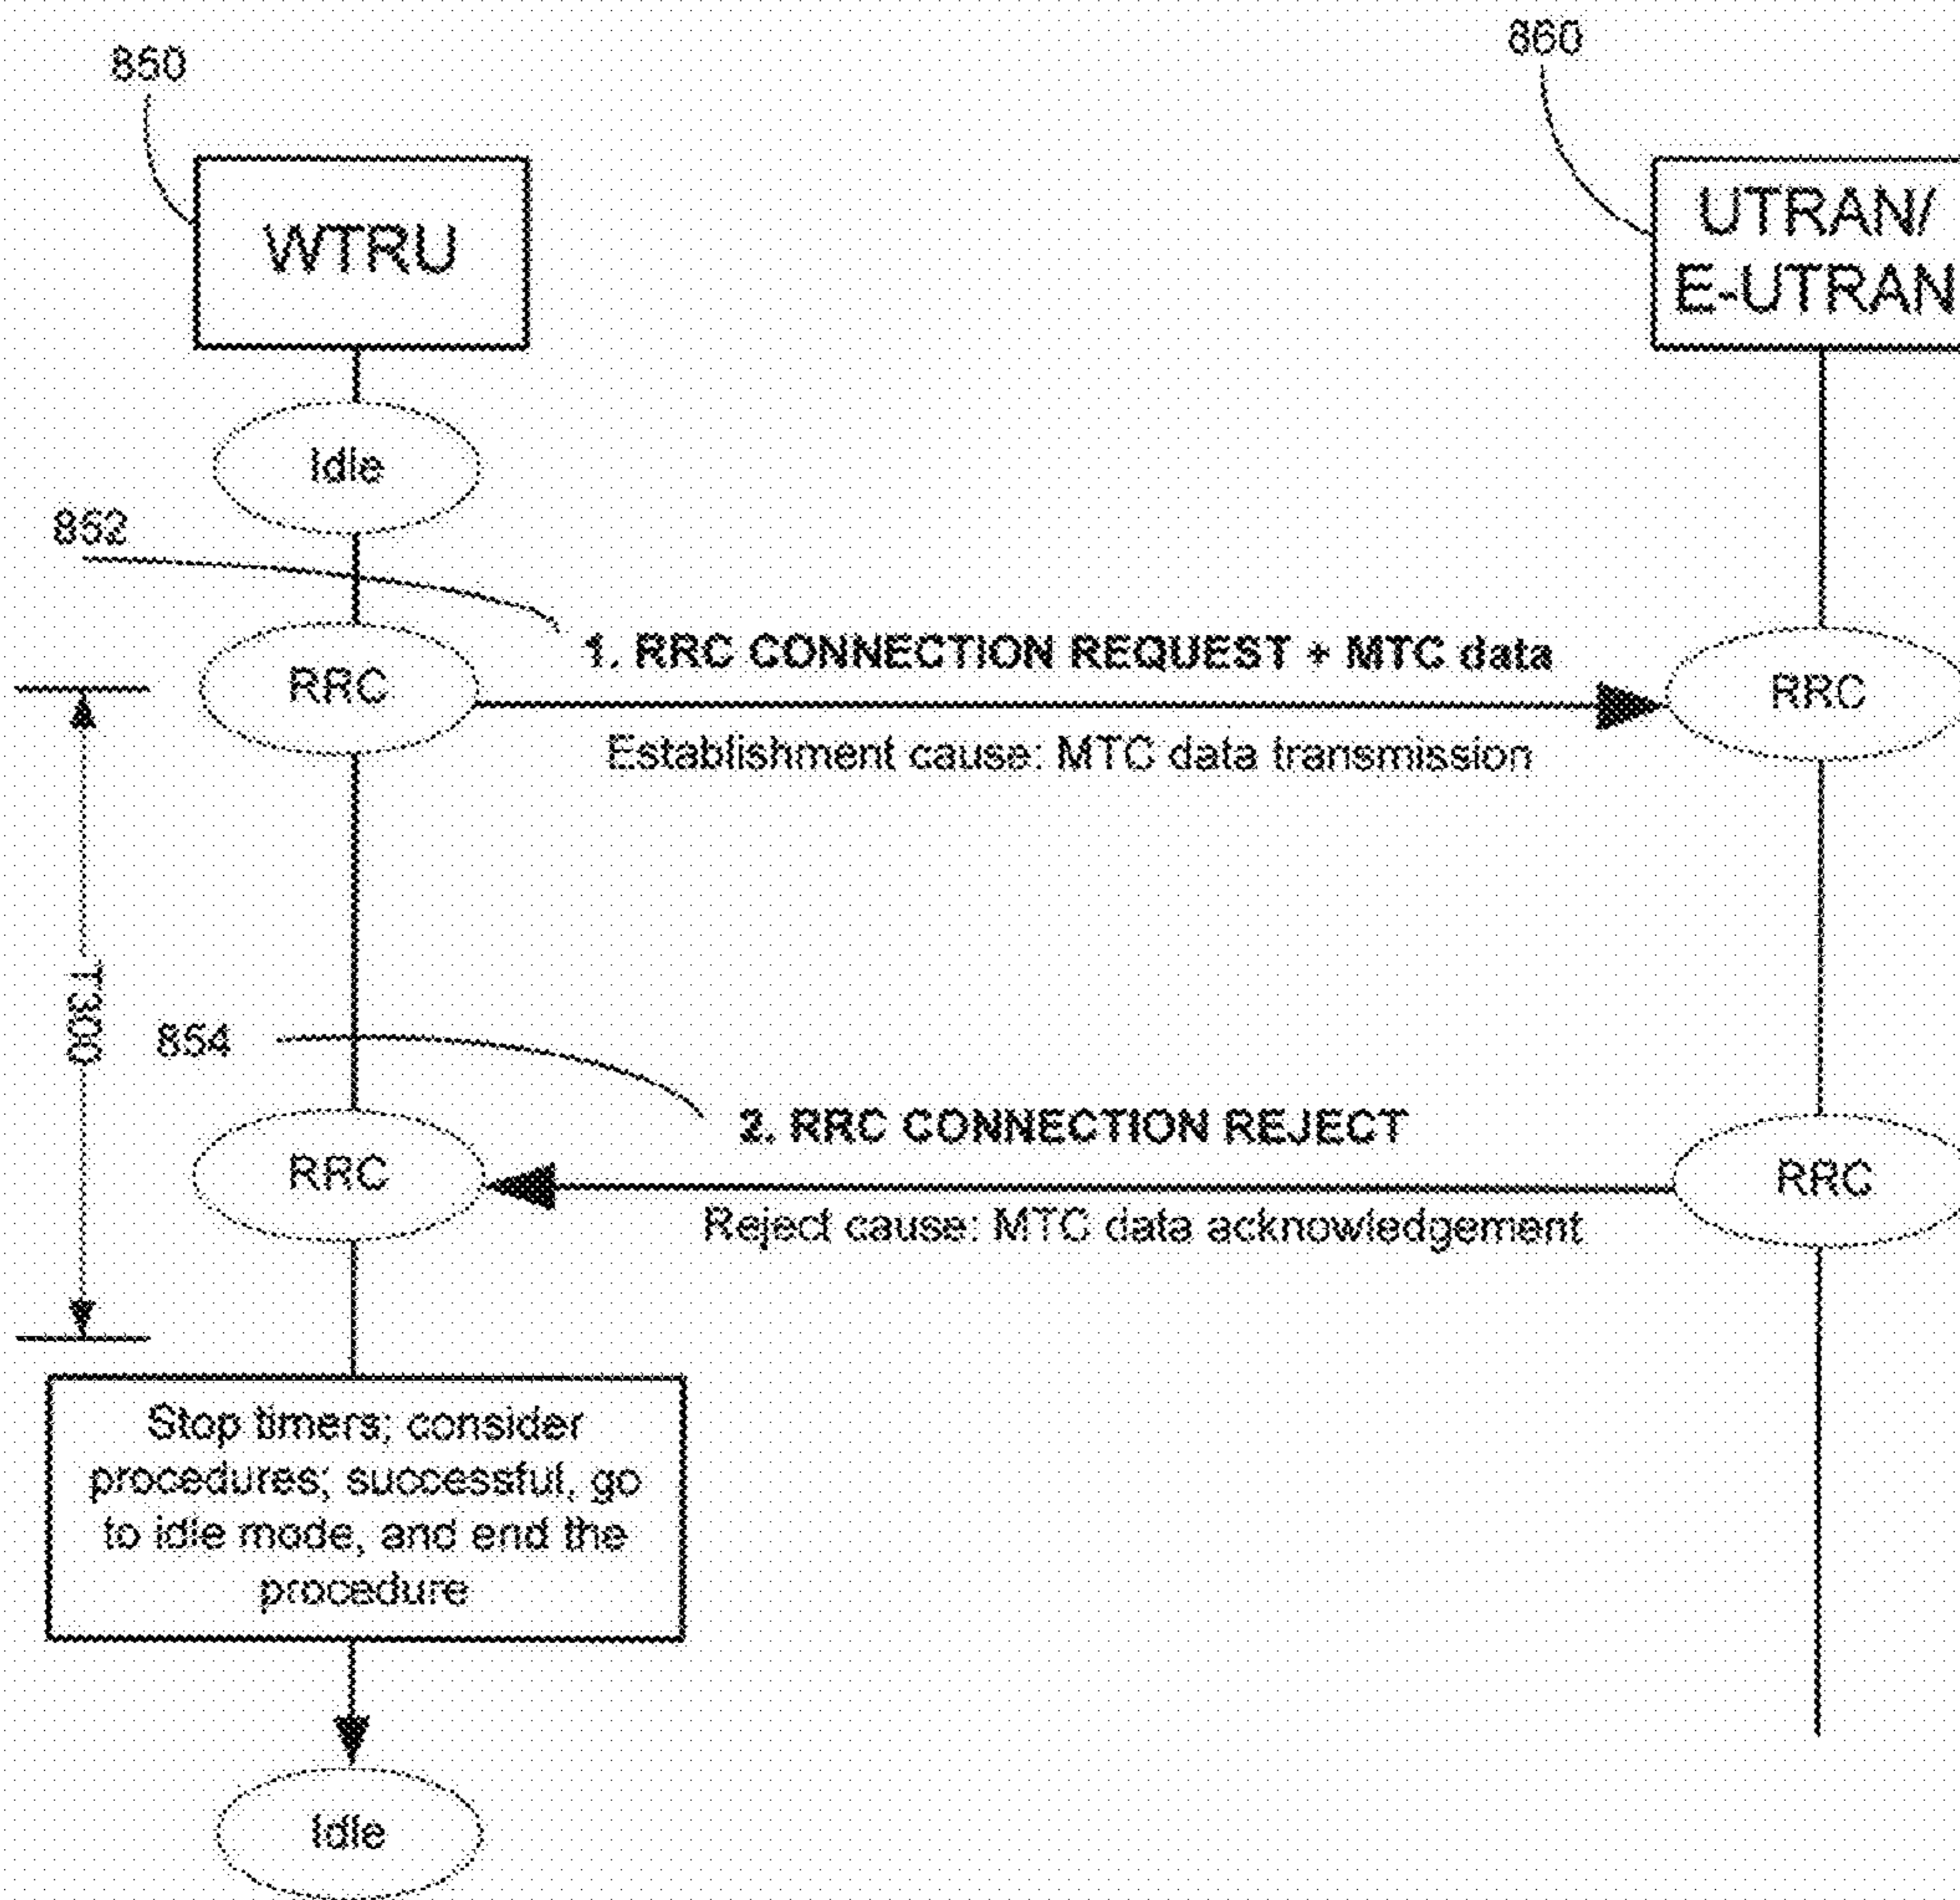 850
860
WTRU
UTRAN/
E-UTRAN
Idle
852
1. RRC CONNECTION REQUEST + MTC data
RRC
RRC
Establishment cause: MTC data transmission
T300
854
2. RRC CONNECTION REJECT
RRC
RRC
Reject cause: MTC data acknowledgement
Stop timers; consider
procedures; successful, go
to idle mode, and end the
procedure
Idle